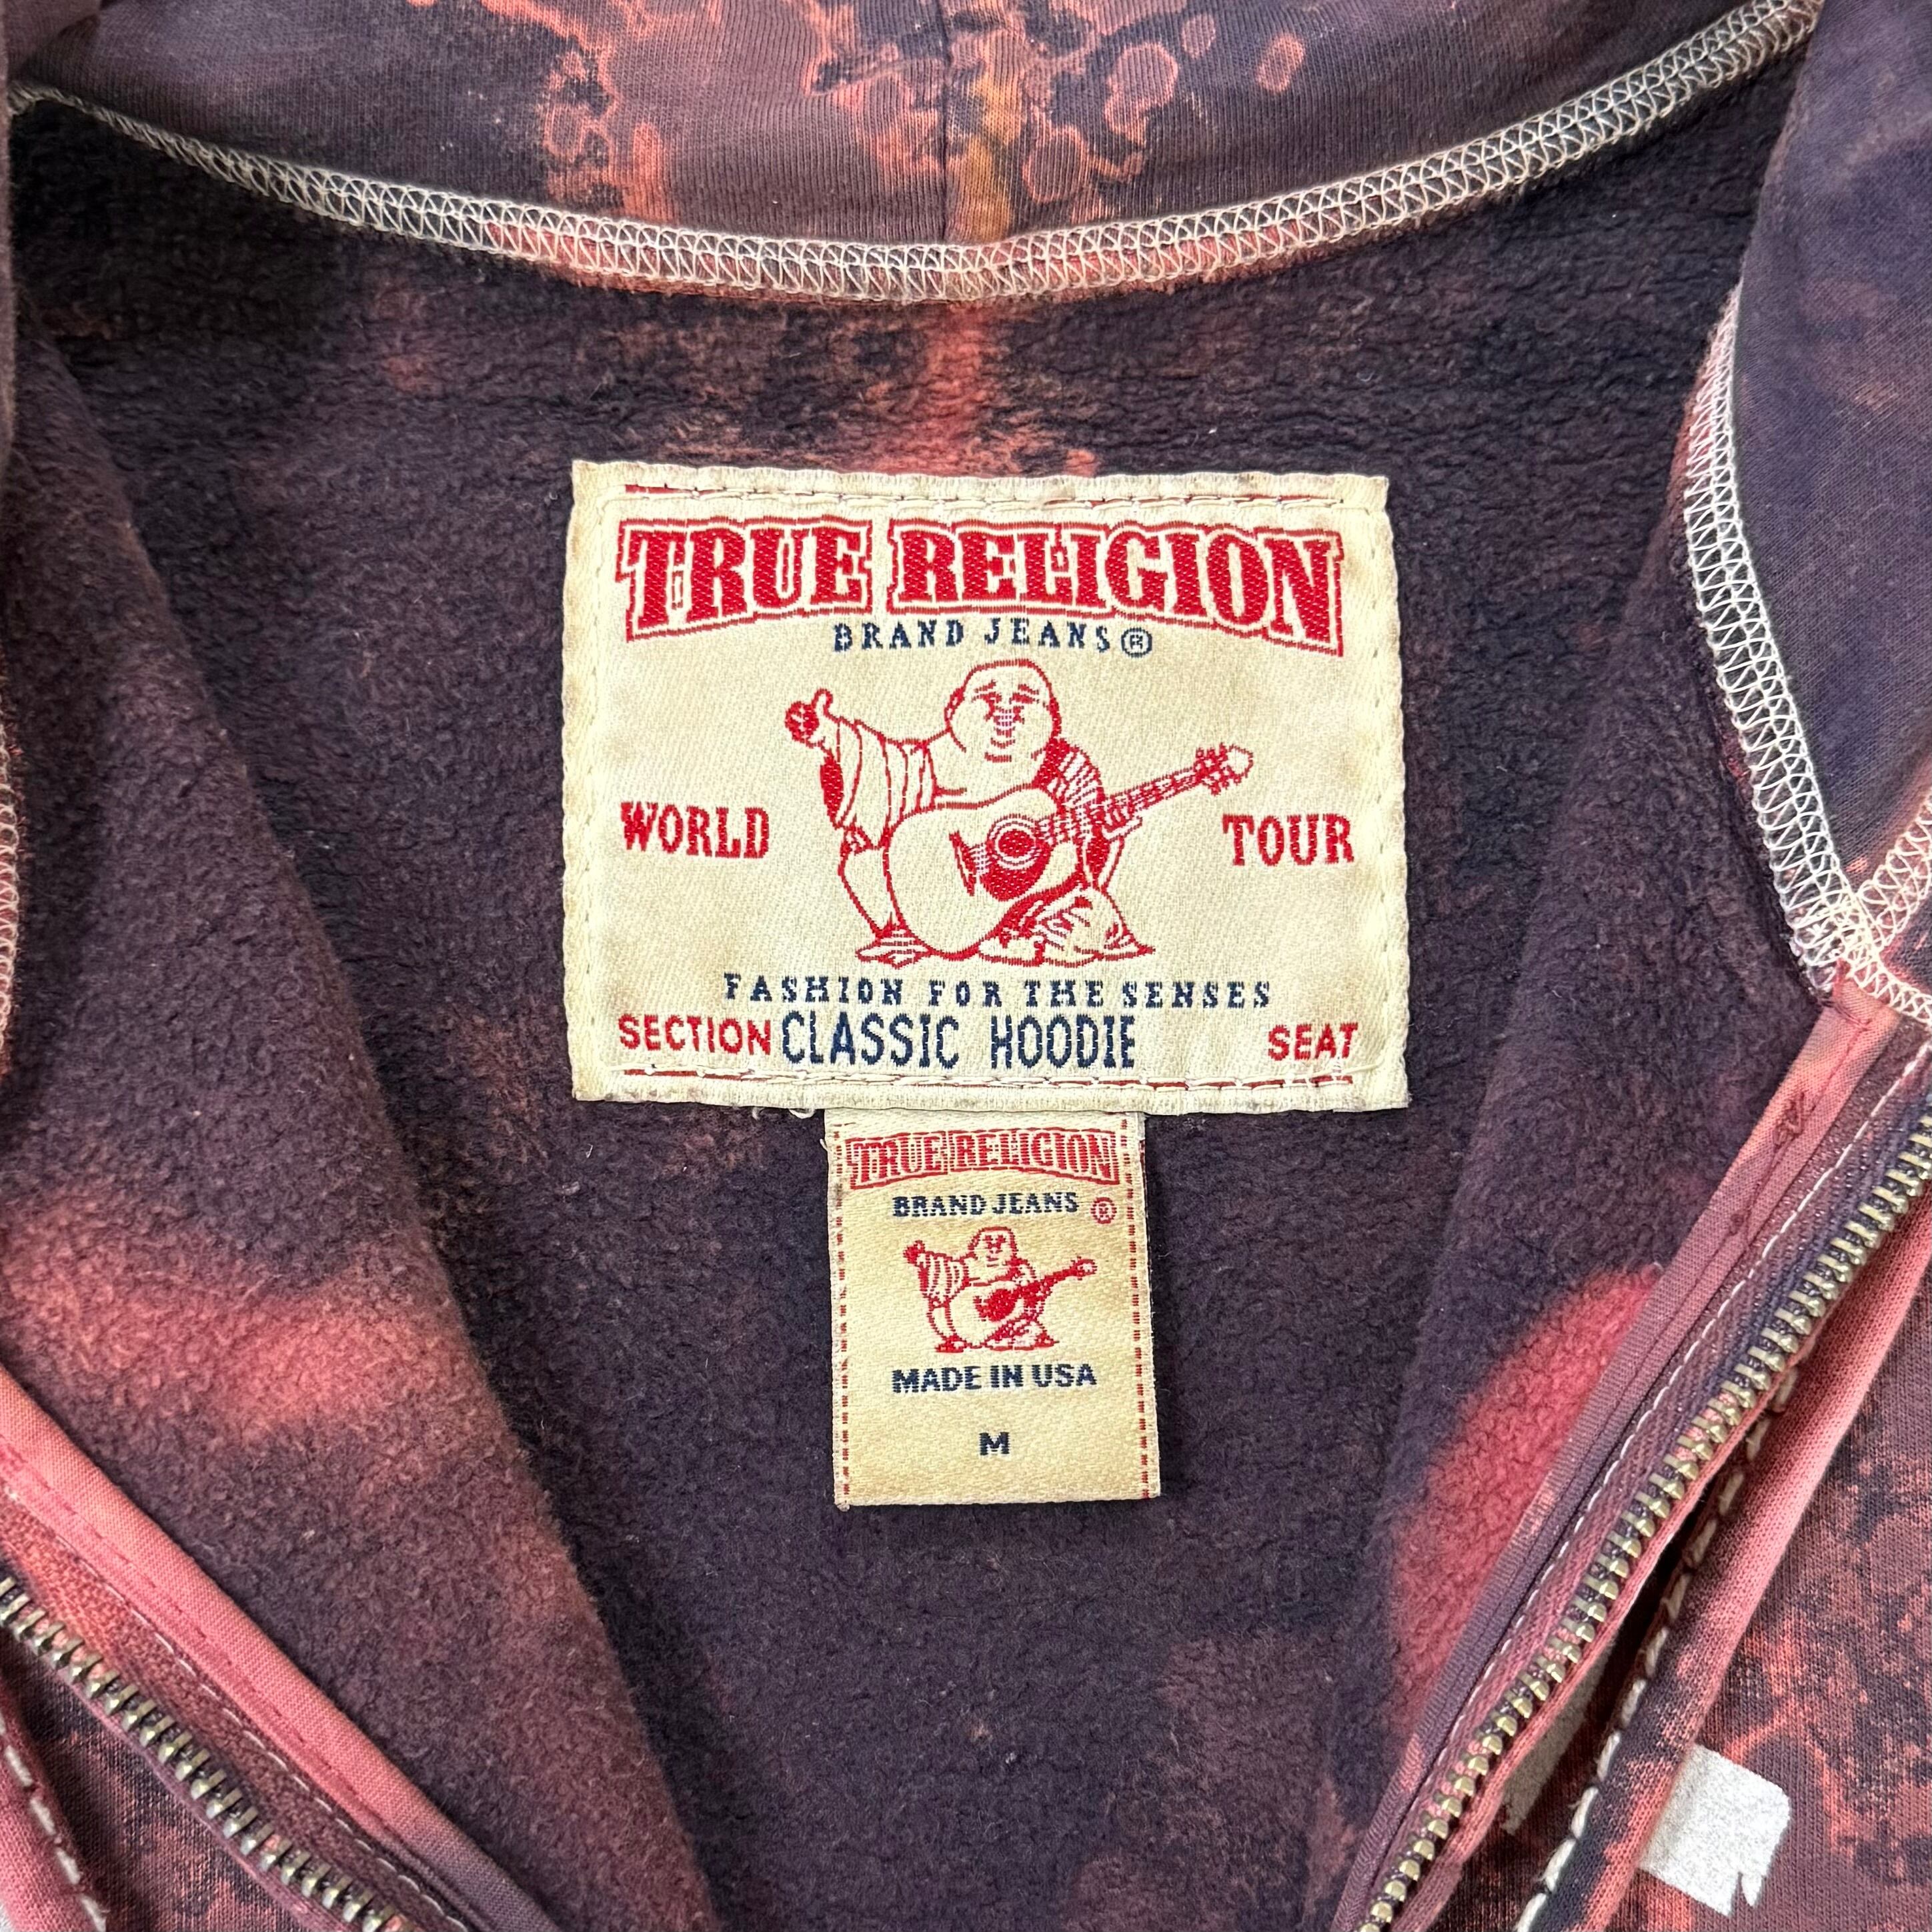 TRUE RELIGION
BRAND JEANS®
WORLD TOUR
FASHION FOR THE SENSES
SECTION CLASSIC HOODIE SEAT
TRUE RELIGION
BRAND JEANS ®
MADE IN USA
M